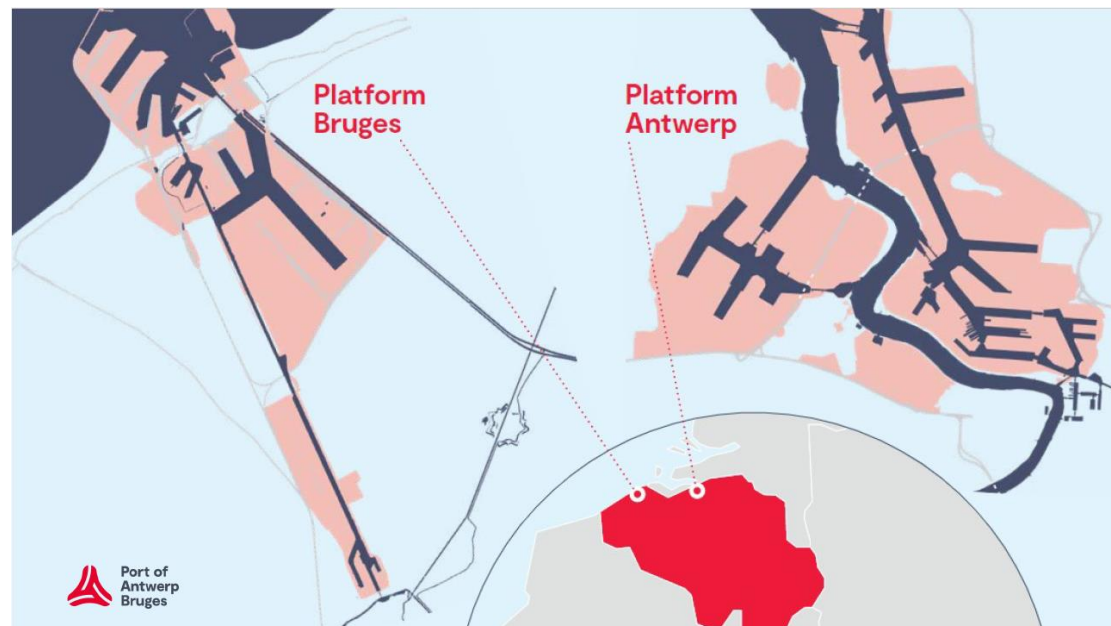 Platform
Bruges
Platform
Antwerp
Port of
Antwerp
Bruges